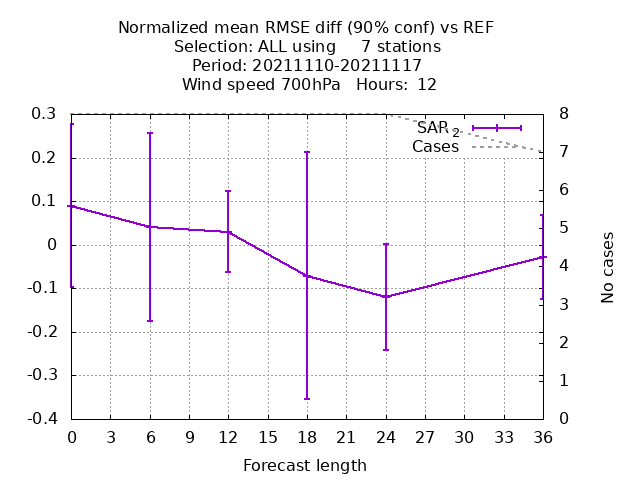 Normalized mean RMSE diff (90% conf) vs REF
Selection: ALL using     7 stations
Period: 20211110-20211117
Wind speed 700hPa   Hours:  12
SAR_2
Cases
0.3
0.2
0.1
0
-0.1
-0.2
-0.3
-0.4
8
7
6
5
4
3
2
1
0
No cases
0 3 6 9 12 15 18 21 24 27 30 33 36
Forecast length